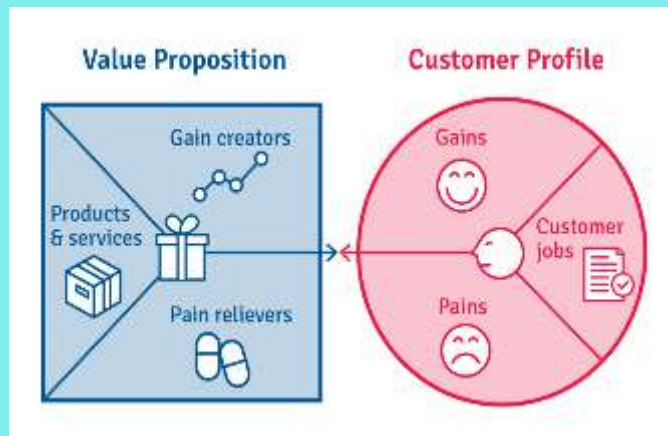 Value Proposition
Customer Profile
Gain creators
Products
& services
Pain relievers
Gains
Customer
jobs
Pains